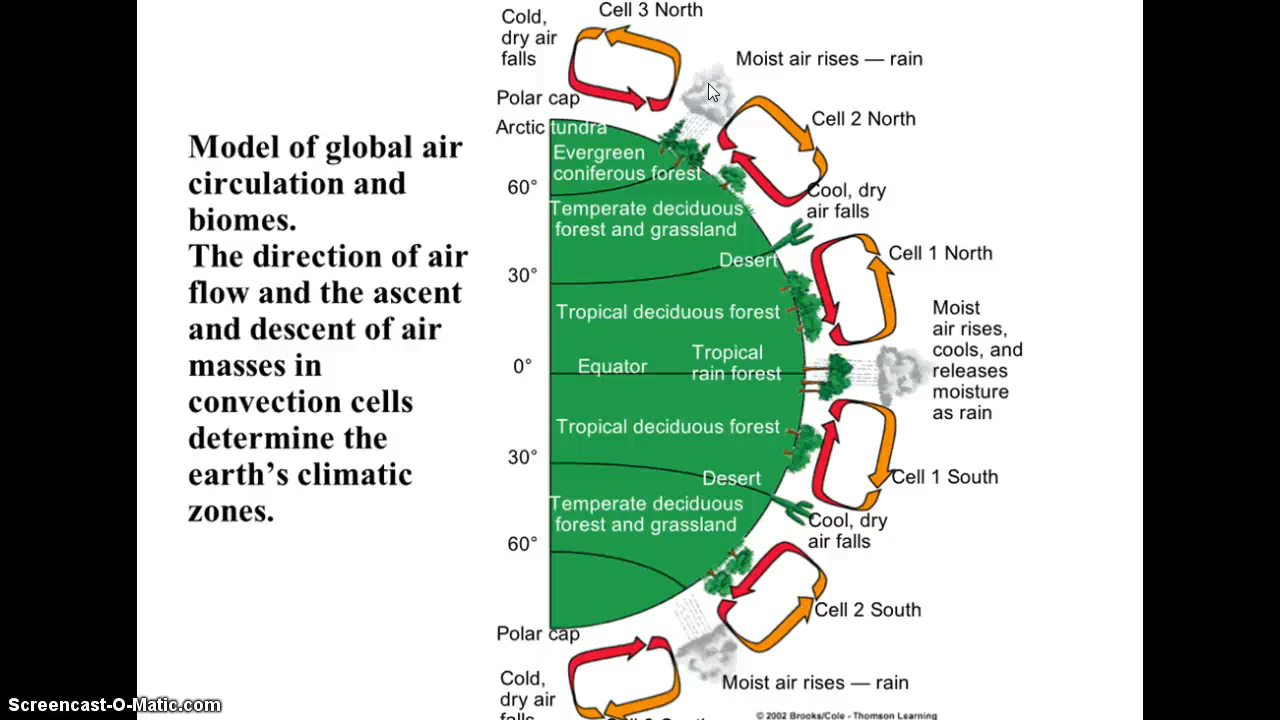 Model of global air
circulation and
biomes.
The direction of air
flow and the ascent
and descent of air
masses in
convection cells
determine the
earth's climatic
zones.
Cell 3 North
Cold,
dry air
falls
Moist air rises — rain
Polar cap
Cell 2 North
Arctic tundra
Evergreen
coniferous forest
60°
Cool, dry
air falls
Temperate deciduous
forest and grassland
Cell 1 North
Desert
30°
Tropical deciduous forest
Moist
air rises,
cools, and
releases
moisture
as rain
Tropical
rain forest
Equator
0°
Tropical deciduous forest
30°
Desert
Cell 1 South
Temperate deciduous
forest and grassland
Cool, dry
air falls
60°
Cell 2 South
Polar cap
Moist air rises — rain
Cold,
dry air
falls
© 2002 Brooks/Cole - Thomson Learning
Screencast-O-Matic.com